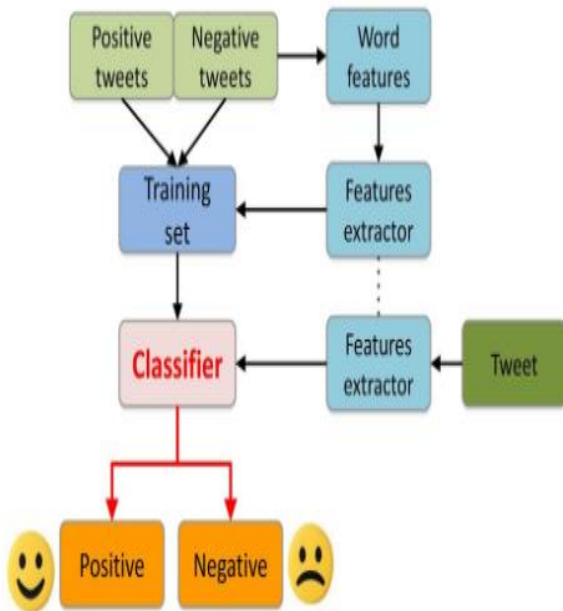 Positive
tweets
Negative
tweets
Word
features
Training
set
Features
extractor
Classifier
Features
extractor
Tweet
Positive
Negative